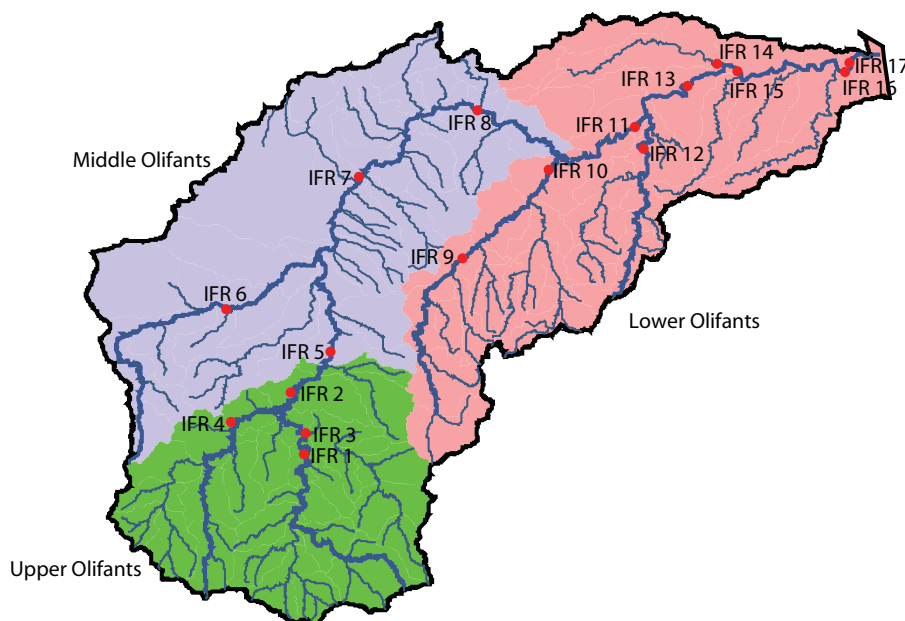 IFR 14
IFR 17
IFR 13
IFR 15
IFR 16
IFR 8
IFR 11
IFR 12
Middle Olifants
IFR 7
IFR 10
IFR 9
IFR 6
Lower Olifants
IFR 5
IFR 2
IFR 4
IFR 3
IFR 1
Upper Olifants